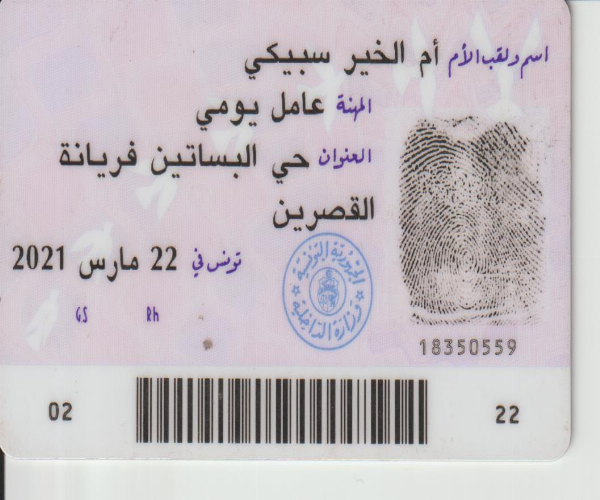 اسم ولقب الأم أم الخير سبيكي
المهنة عامل يومي
العنوان حي البساتين فريانة
القصرين
تونس في 22 مارس 2021
GS Rh
الجمهورية التونسية
وزارة الداخلية
18350559
02 22